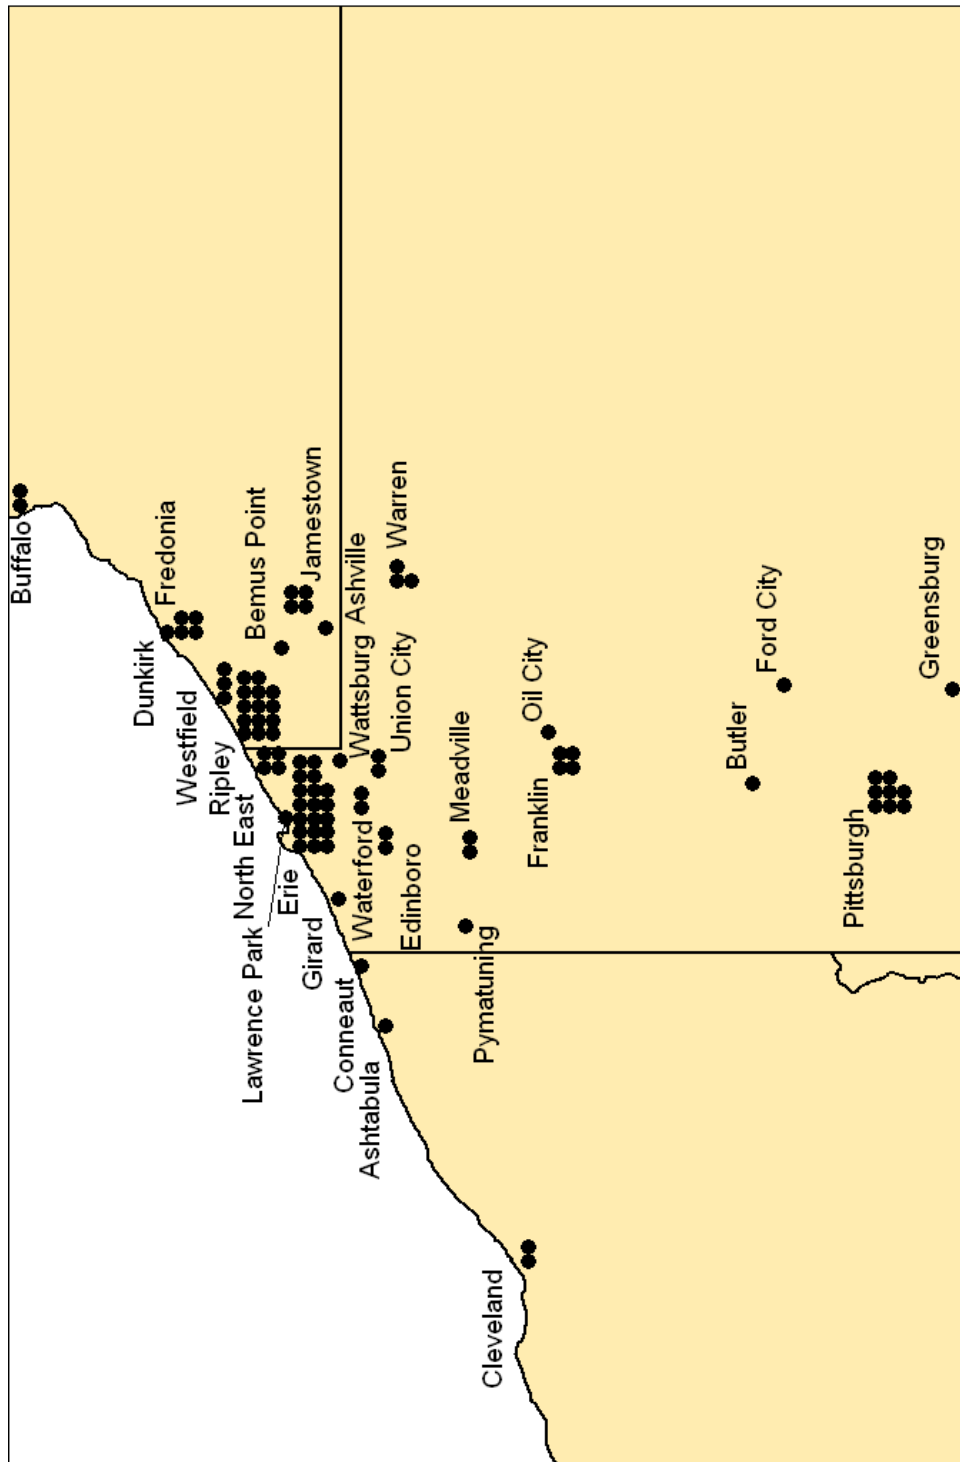 Buffalo
Dunkirk
Fredonia
Westfield
Ripley
Bemus Point
Jamestown
North East
Lawrence Park
Erie
Girard
Wattsburg
Ashville
Waterford
Union City
Warren
Edinboro
Conneaut
Ashtabula
Meadville
Pymatuning
Oil City
Franklin
Cleveland
Butler
Ford City
Pittsburgh
Greensburg